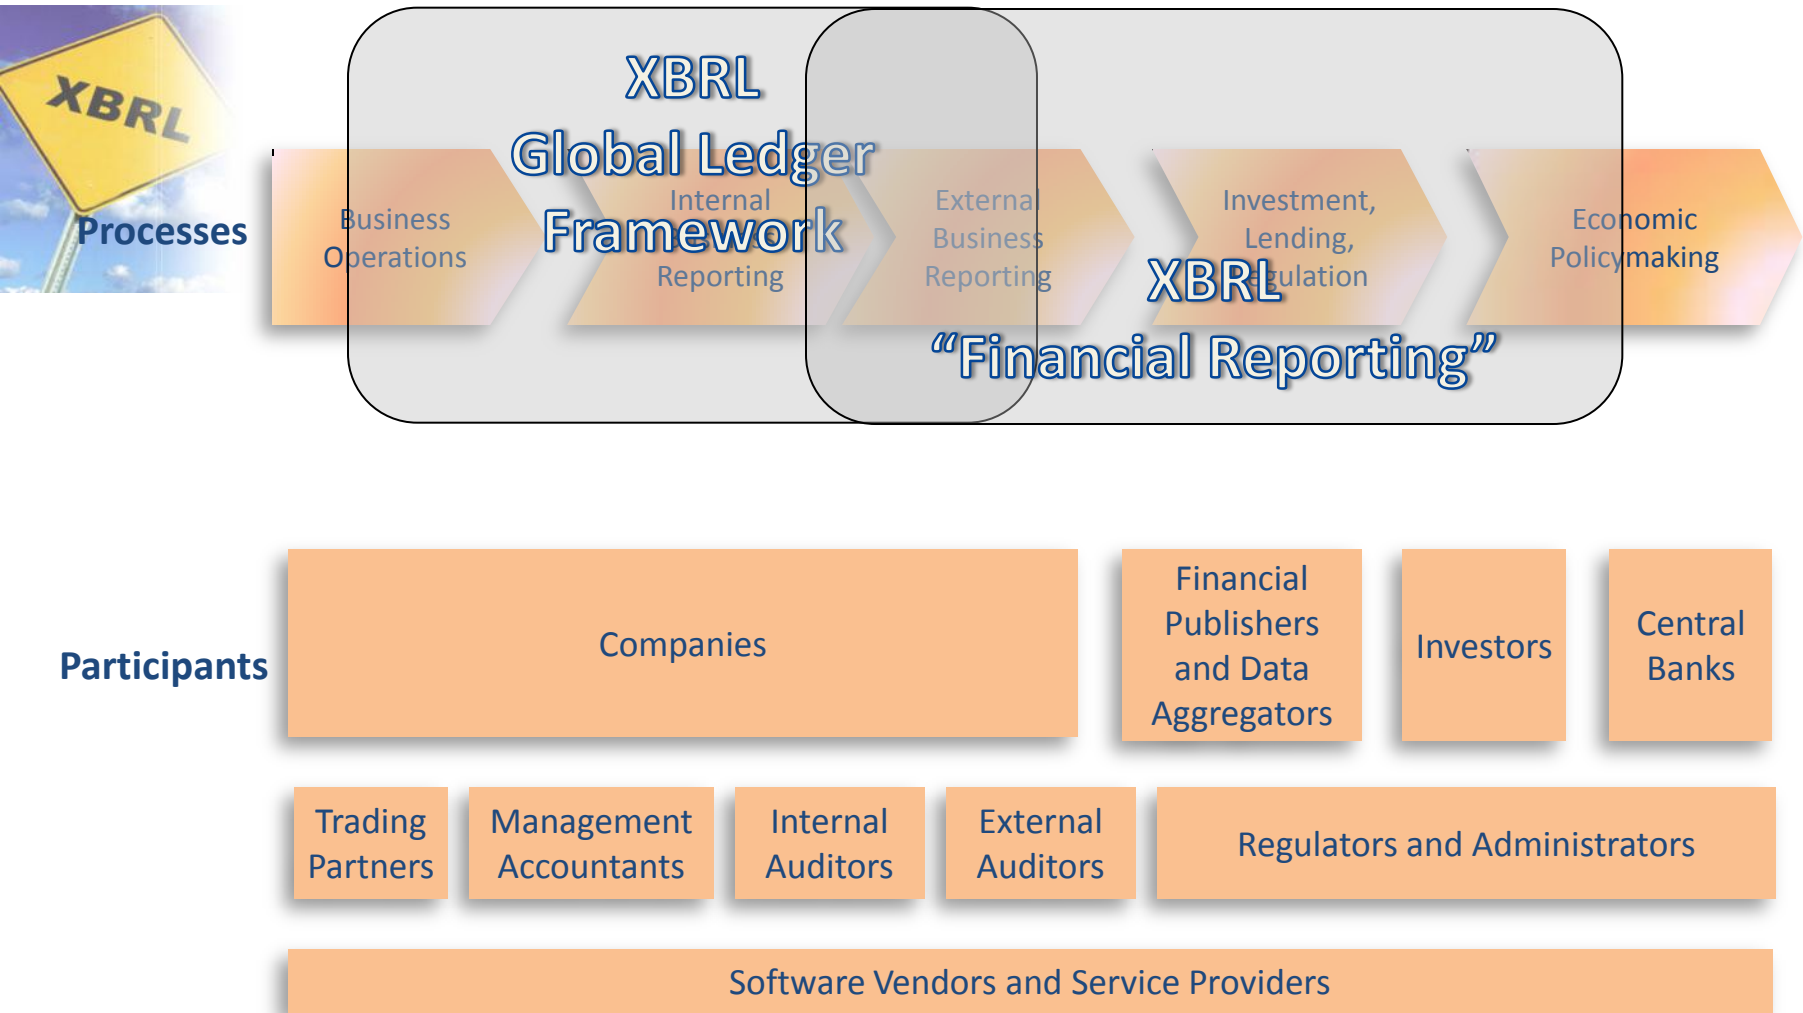 XBRL
Processes
XBRL
Global Ledger
Framework
Business
Operations
Internal
Reporting
External
Business
Reporting
Investment,
Lending,
Regulation
Economic
Policymaking
XBRL
“Financial Reporting”
Participants
Companies
Financial
Publishers
and Data
Aggregators
Investors
Central
Banks
Trading
Partners
Management
Accountants
Internal
Auditors
External
Auditors
Regulators and Administrators
Software Vendors and Service Providers